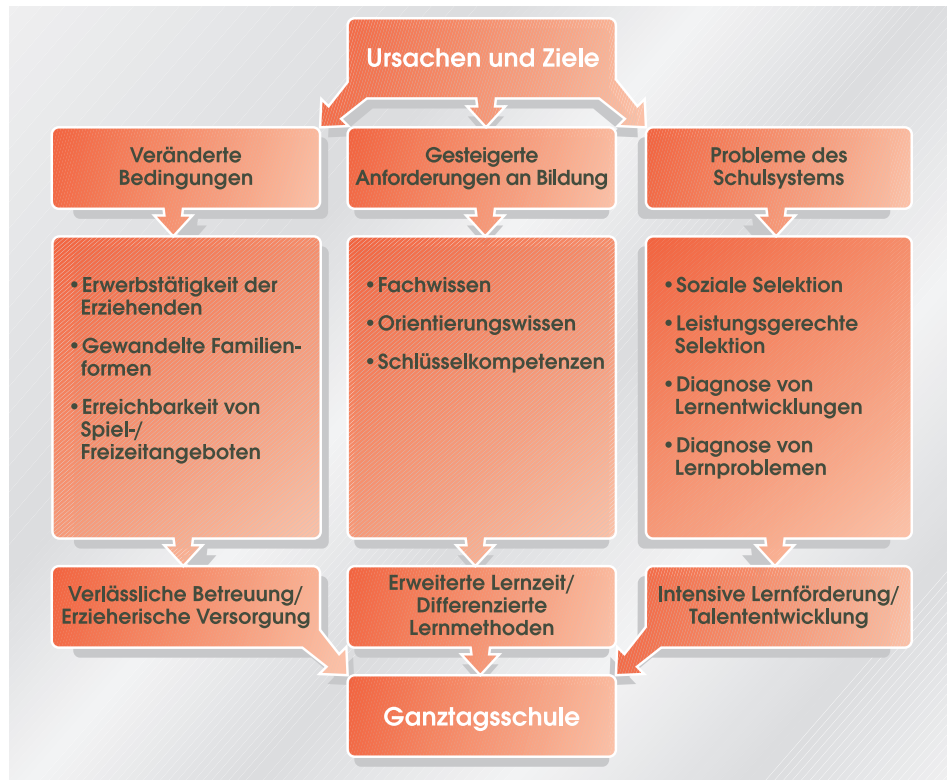 Ursachen und Ziele
Veränderte
Bedingungen
Gesteigerte
Anforderungen an Bildung
Probleme des
Schulsystems
• Erwerbstätigkeit der
Erziehenden
• Gewandelte Familien-
formen
• Erreichbarkeit von
Spiel-/
Freizeitangeboten
• Fachwissen
• Orientierungswissen
• Schlüsselkompetenzen
• Soziale Selektion
• Leistungsgerechte
Selektion
• Diagnose von
Lernentwicklungen
• Diagnose von
Lernproblemen
Verlässliche Betreuung/
Erzieherische Versorgung
Erweiterte Lernzeit/
Differenzierte
Lernmethoden
Intensive Lernförderung/
Talententwicklung
Ganztagsschule